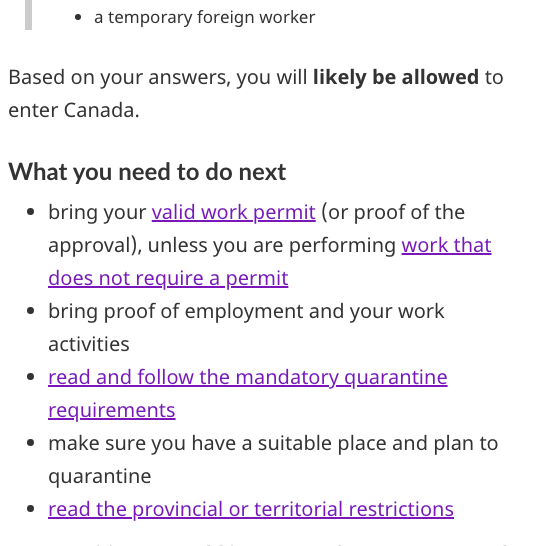 a temporary foreign worker
Based on your answers, you will likely be allowed to
enter Canada.
What you need to do next
bring your valid work permit (or proof of the
approval), unless you are performing work that
does not require a permit
bring proof of employment and your work
activities
read and follow the mandatory quarantine
requirements
make sure you have a suitable place and plan to
quarantine
read the provincial or territorial restrictions